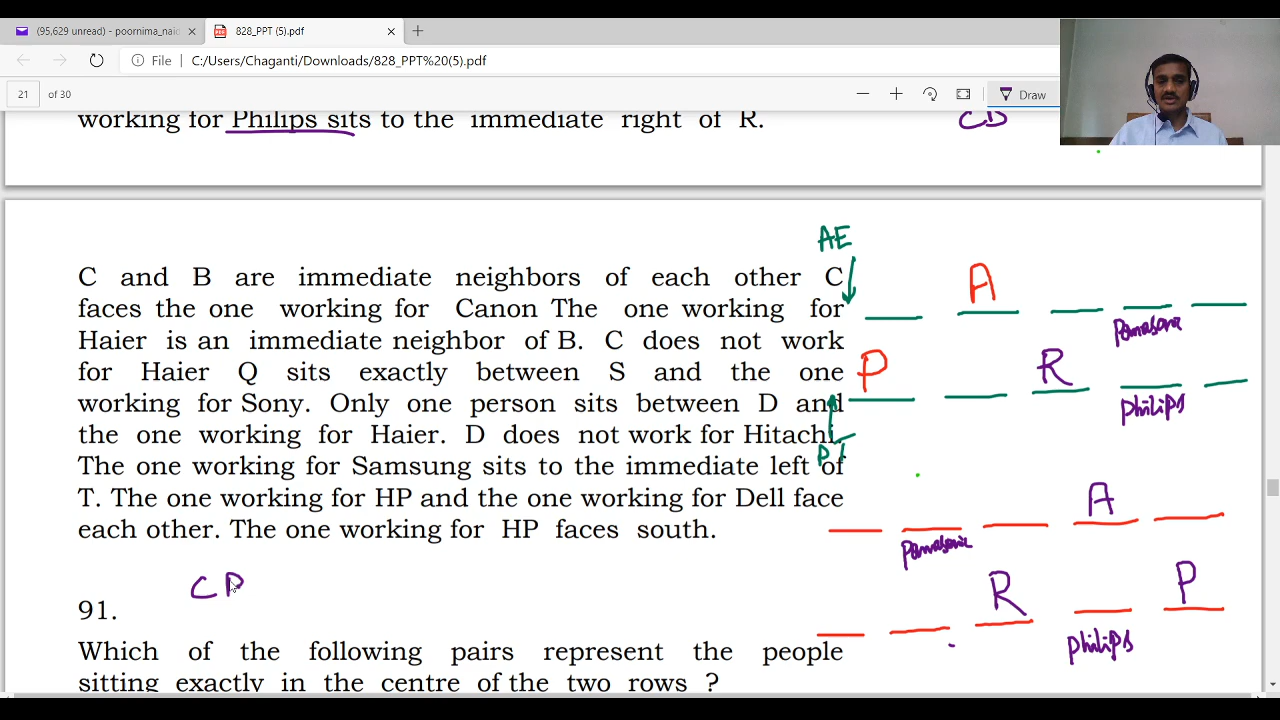 (95,629 unread) - poornima_naid
828_PPT (5).pdf
File C:/Users/Chaganti/Downloads/828_PPT%20(5).pdf
21 of 30
Draw
working for Philips sits to the immediate right of R.
CD
AE
C and B are immediate neighbors of each other C
faces the one working for Canon The one working for
Haier is an immediate neighbor of B. C does not work
for Haier Q sits exactly between S and the one
working for Sony. Only one person sits between D and
the one working for Haier. D does not work for Hitachi.
The one working for Samsung sits to the immediate left of
T. The one working for HP and the one working for Dell face
each other. The one working for HP faces south.
A
Panasonic
P R
Philips
PT
A
Panasonic
R P
Philips
C
91.
Which of the following pairs represent the people
sitting exactly in the centre of the two rows ?